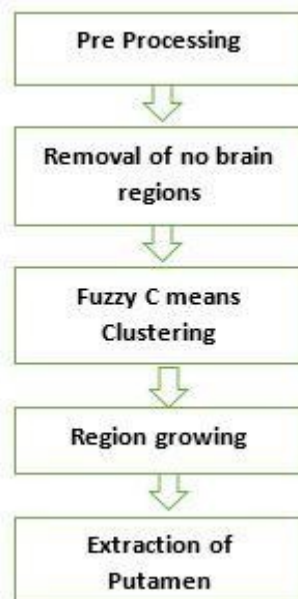 Pre Processing
Removal of no brain
regions
Fuzzy C means
Clustering
Region growing
Extraction of
Putamen